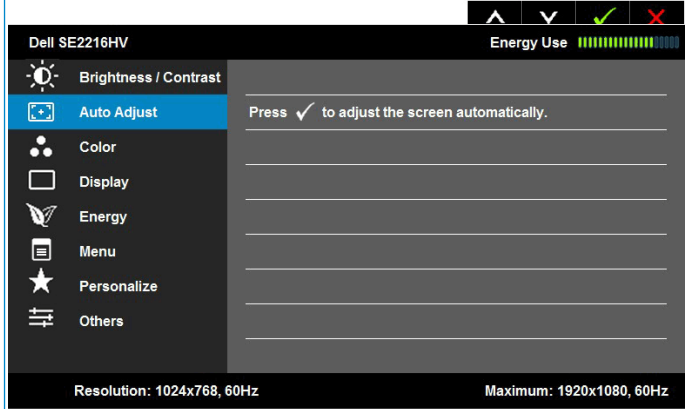 Dell SE2216HV
Energy Use
Brightness / Contrast
Auto Adjust
Press ✓ to adjust the screen automatically.
Color
Display
Energy
Menu
Personalize
Others
Resolution: 1024x768, 60Hz
Maximum: 1920x1080, 60Hz